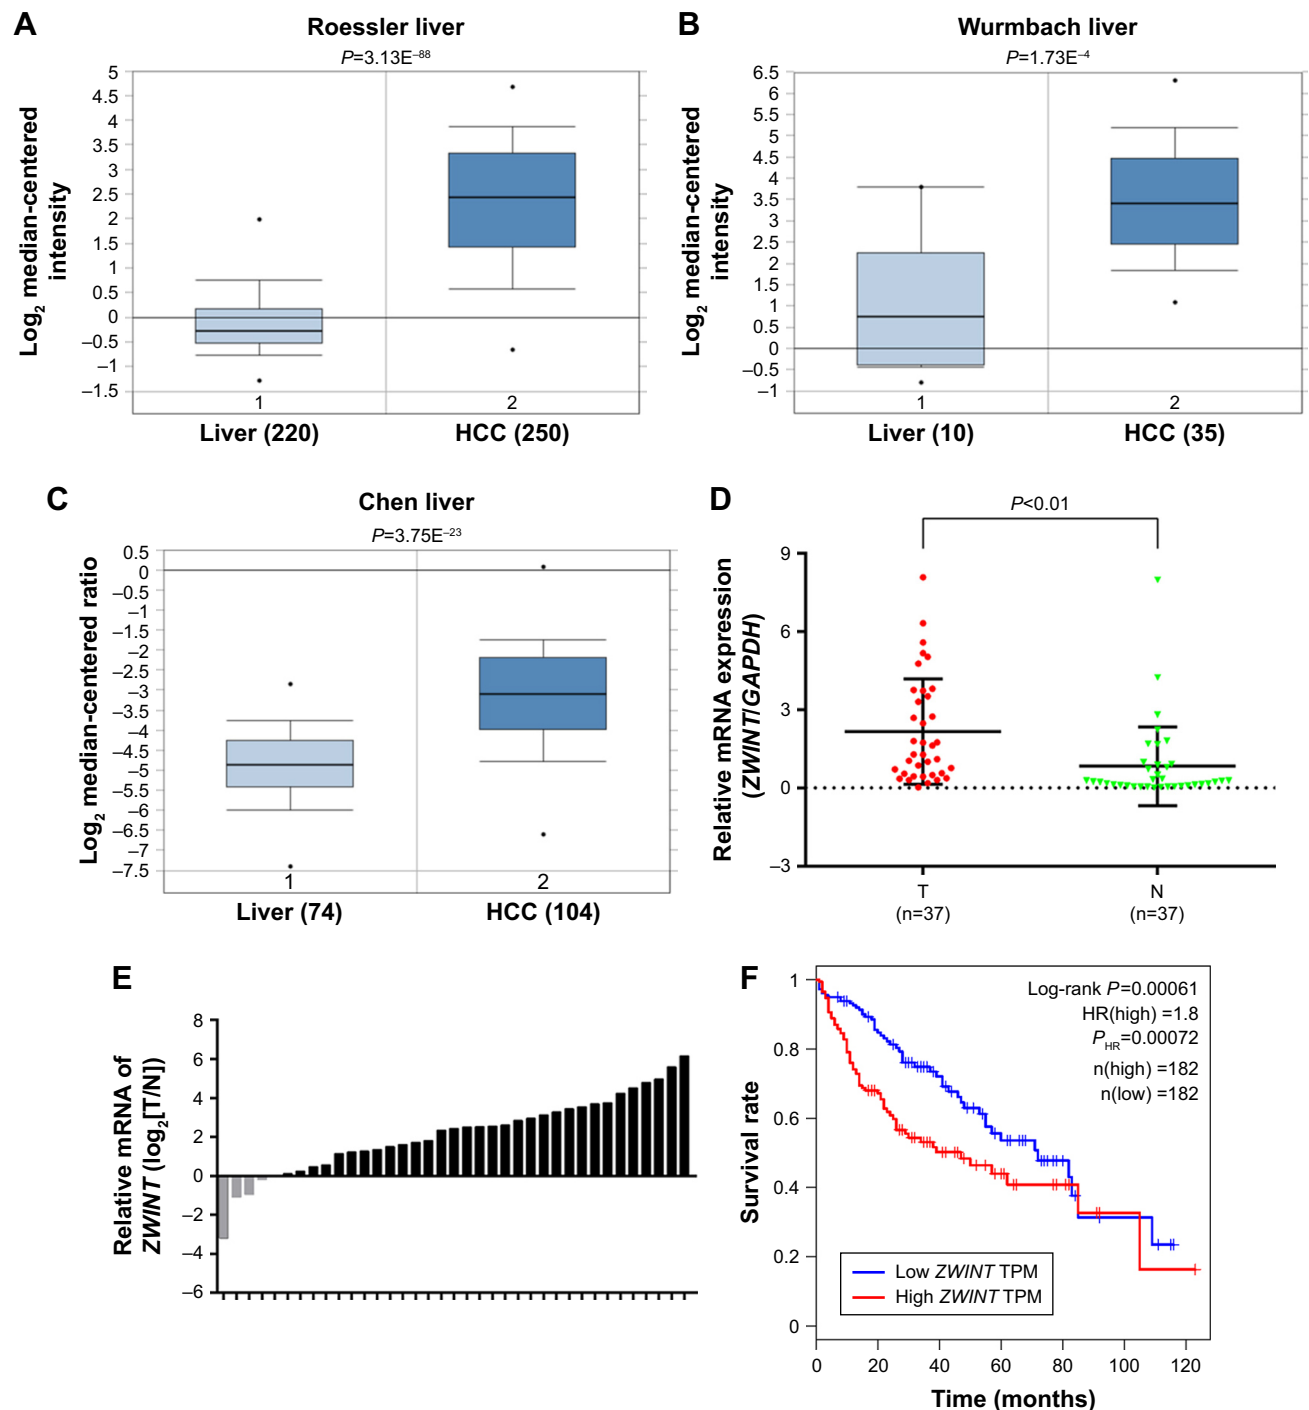 A
Roessler liver
P=3.13E–88
Log2 median-centered
intensity
5
4.5
4
3.5
3
2.5
2
1.5
1
0.5
0
–0.5
–1
–1.5
1
2
Liver (220)
HCC (250)
B
Wurmbach liver
P=1.73E–4
Log2 median-centered
intensity
6.5
6
5.5
5
4.5
4
3.5
3
2.5
2
1.5
1
0.5
0
–0.5
–1
1
2
Liver (10)
HCC (35)
C
Chen liver
P=3.75E–23
Log2 median-centered ratio
0.5
0
–0.5
–1
–1.5
–2
–2.5
–3
–3.5
–4
–4.5
–5
–5.5
–6
–6.5
–7
–7.5
1
2
Liver (74)
HCC (104)
D
P<0.01
Relative mRNA expression
(ZWINT/GAPDH)
9
6
3
0
–3
T
(n=37)
N
(n=37)
E
Relative mRNA of
ZWINT (log2[T/N])
8
6
4
2
0
–2
–4
–6
F
Survival rate
1
0.8
0.6
0.4
0.2
0
Log-rank P=0.00061
HR(high) =1.8
PHR=0.00072
n(high) =182
n(low) =182
Low ZWINT TPM
High ZWINT TPM
0
20
40
60
80
100
120
Time (months)